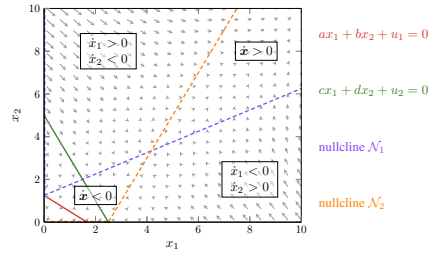 10
8
6
4
2
0
0
2
4
6
8
10
x₂
x₁
ẋ₁ > 0
ẋ₂ < 0
ẋ > 0
ẋ < 0
ẋ₁ < 0
ẋ₂ > 0
ax₁ + bx₂ + u₁ = 0
cx₁ + dx₂ + u₂ = 0
nullcline 𝒩₁
nullcline 𝒩₂